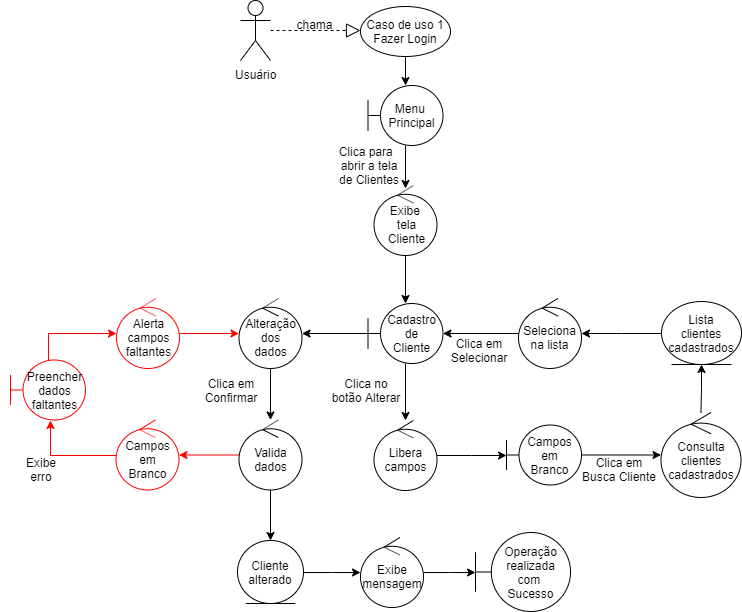 chama
Caso de uso 1
Fazer Login
Usuário
Menu
Principal
Clica para
abrir a tela
de Clientes
Exibe
tela
Cliente
Alerta
campos
faltantes
Alteração
dos
dados
Cadastro
de
Cliente
Clica em
Selecionar
Seleciona
na lista
Lista
clientes
cadastrados
Preencher
dados
faltantes
Clica em
Confirmar
Clica no
botão Alterar
Exibe
erro
Campos
em
Branco
Valida
dados
Libera
campos
Campos
em
Branco
Clica em
Busca Cliente
Consulta
clientes
cadastrados
Cliente
alterado
Exibe
mensagem
Operação
realizada
com
Sucesso